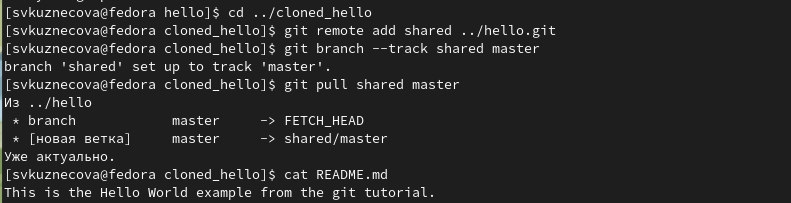 [svkuznecova@fedora hello]$ cd ../cloned_hello
[svkuznecova@fedora cloned_hello]$ git remote add shared ../hello.git
[svkuznecova@fedora cloned_hello]$ git branch --track shared master
branch 'shared' set up to track 'master'.
[svkuznecova@fedora cloned_hello]$ git pull shared master
Из ../hello
 * branch            master     -> FETCH_HEAD
 * [новая ветка]     master     -> shared/master
Уже актуально.
[svkuznecova@fedora cloned_hello]$ cat README.md
This is the Hello World example from the git tutorial.